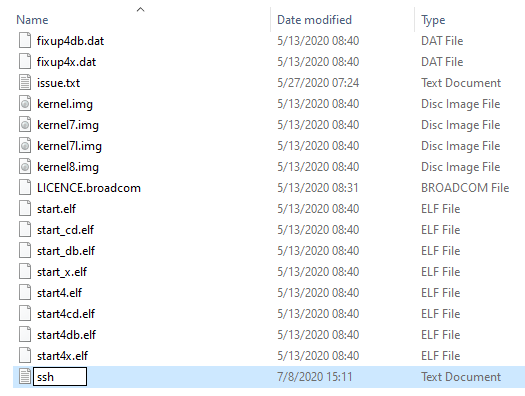 Name Date modified Type
fixup4db.dat 5/13/2020 08:40 DAT File
fixup4x.dat 5/13/2020 08:40 DAT File
issue.txt 5/27/2020 07:24 Text Document
kernel.img 5/13/2020 08:40 Disc Image File
kernel7.img 5/13/2020 08:40 Disc Image File
kernel7l.img 5/13/2020 08:40 Disc Image File
kernel8.img 5/13/2020 08:40 Disc Image File
LICENCE.broadcom 5/13/2020 08:31 BROADCOM File
start.elf 5/13/2020 08:40 ELF File
start_cd.elf 5/13/2020 08:40 ELF File
start_db.elf 5/13/2020 08:40 ELF File
start_x.elf 5/13/2020 08:40 ELF File
start4.elf 5/13/2020 08:40 ELF File
start4cd.elf 5/13/2020 08:40 ELF File
start4db.elf 5/13/2020 08:40 ELF File
start4x.elf 5/13/2020 08:40 ELF File
ssh 7/8/2020 15:11 Text Document